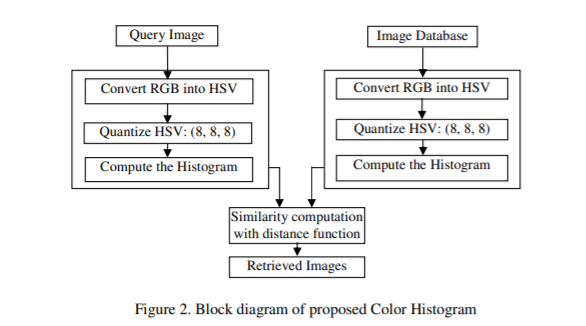 Query Image
Image Database
Convert RGB into HSV
Quantize HSV: (8, 8, 8)
Compute the Histogram
Convert RGB into HSV
Quantize HSV: (8, 8, 8)
Compute the Histogram
Similarity computation
with distance function
Retrieved Images
Figure 2. Block diagram of proposed Color Histogram